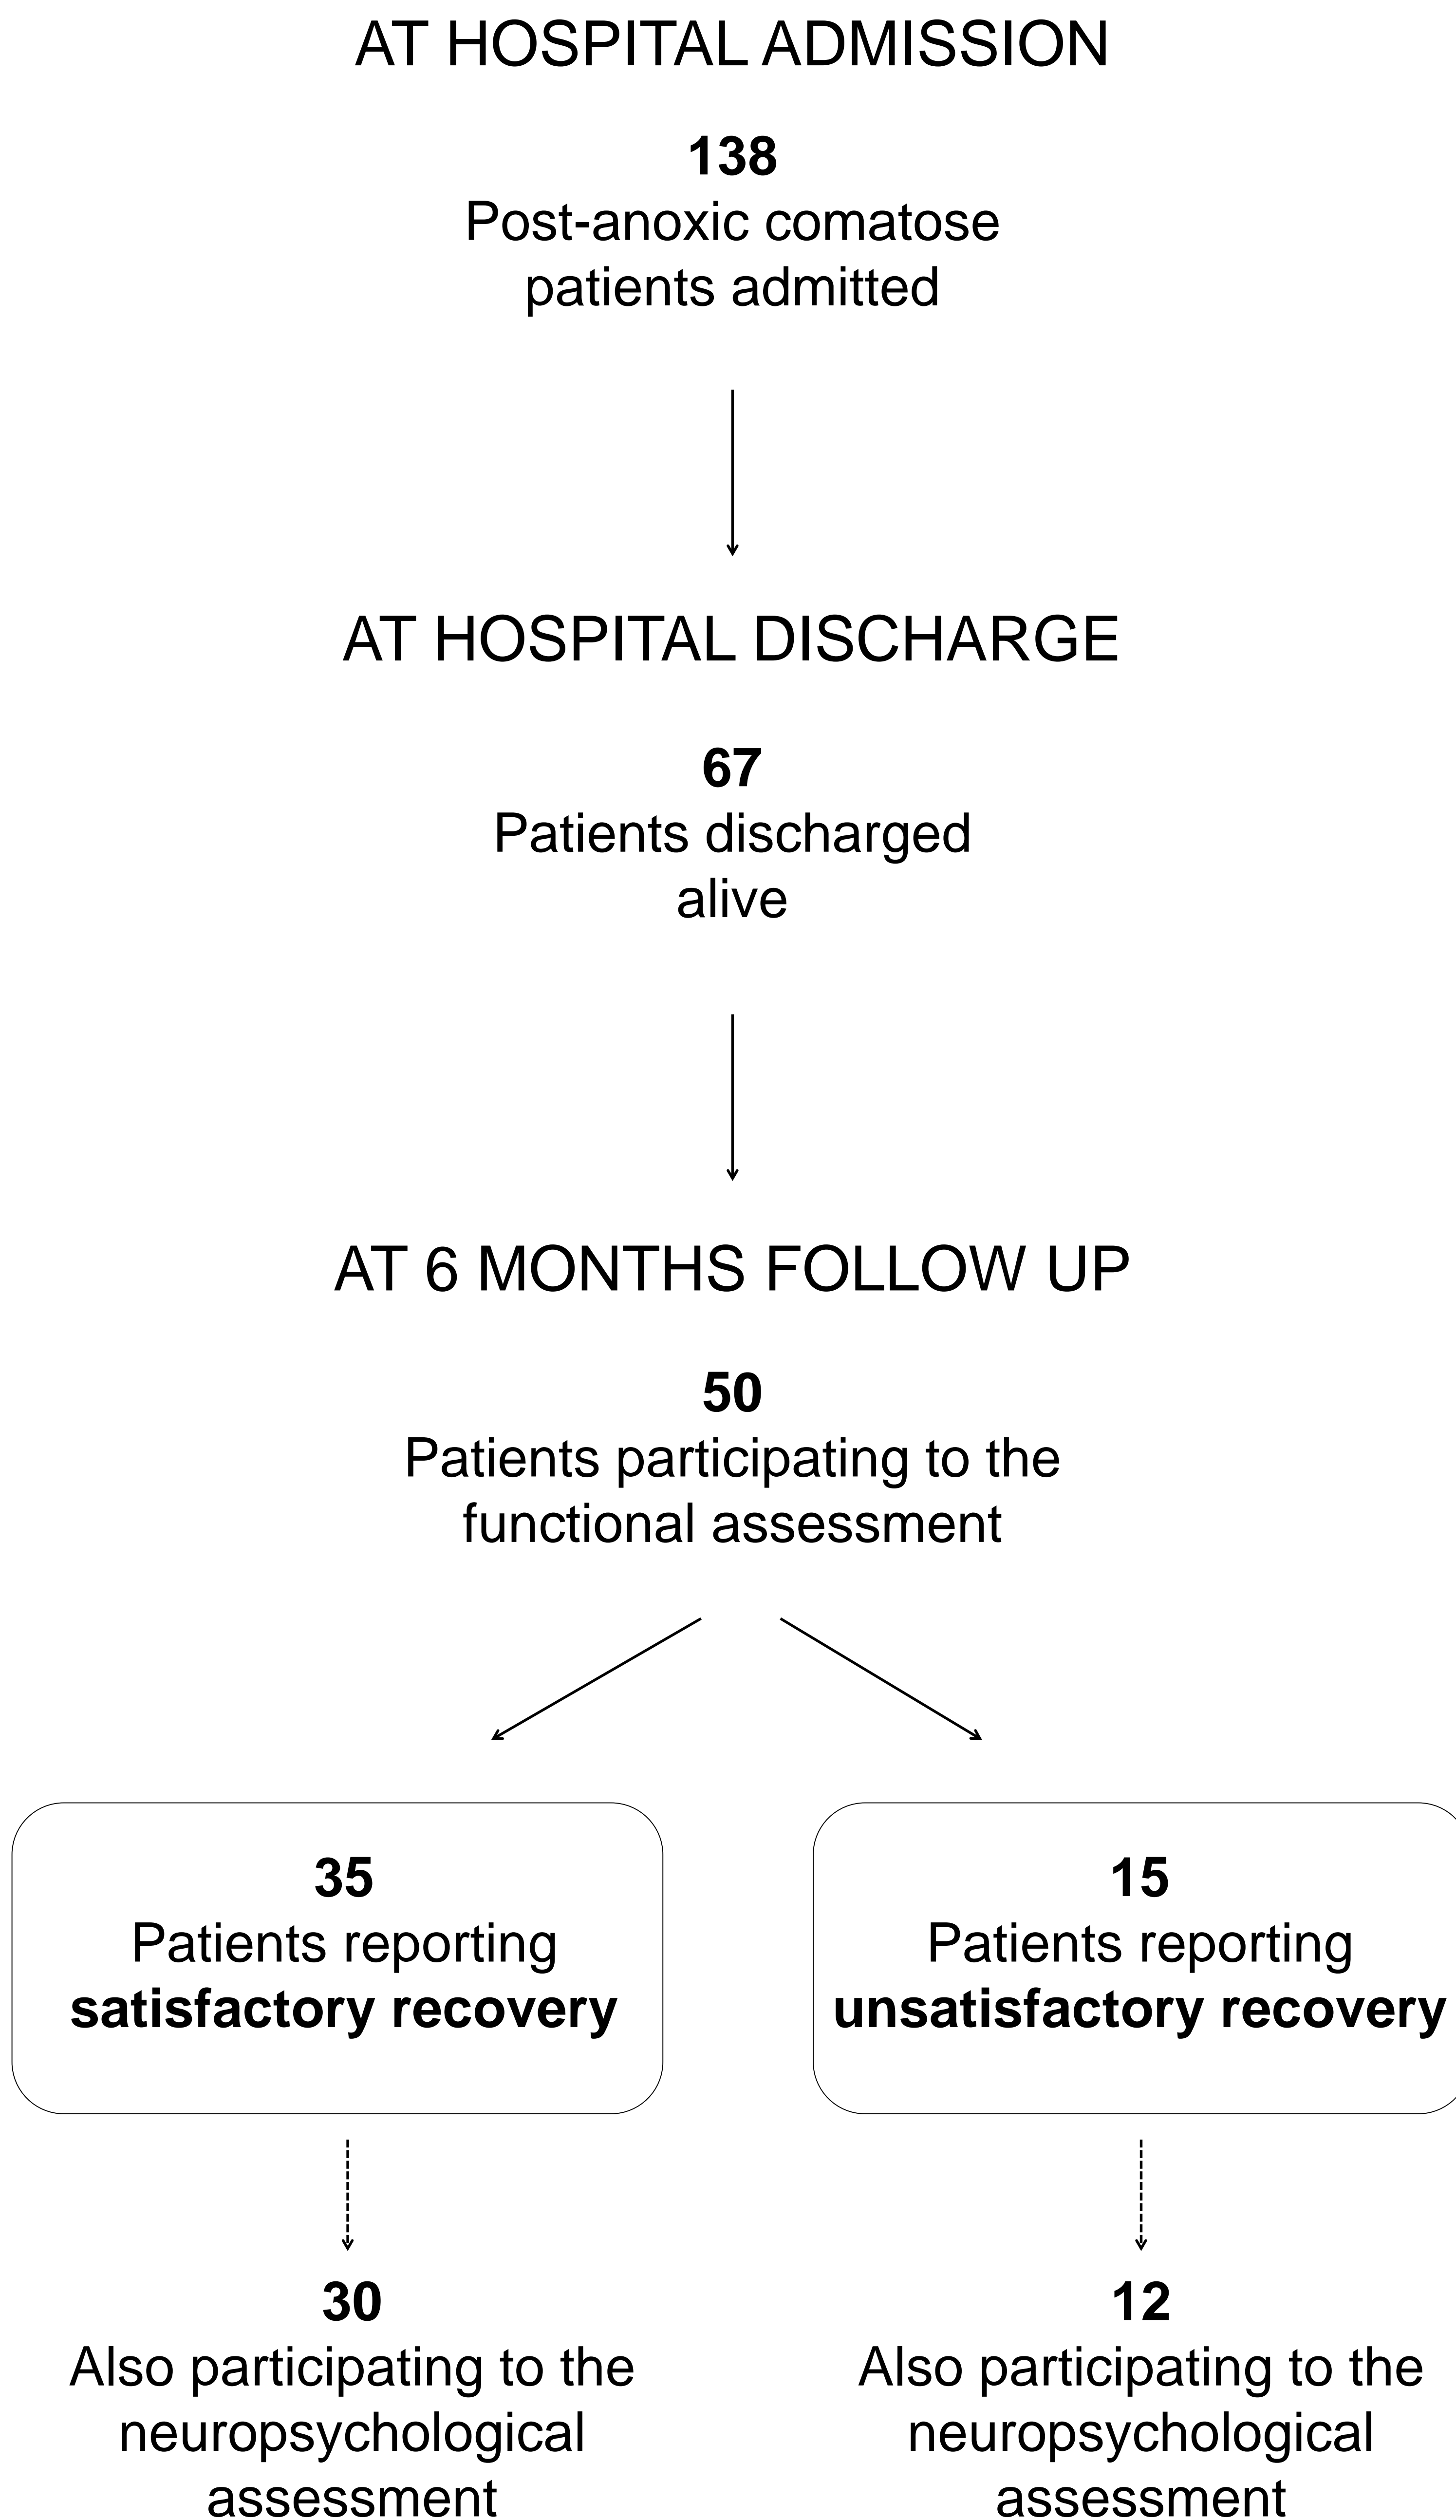 AT HOSPITAL ADMISSION
138
Post-anoxic comatose
patients admitted
AT HOSPITAL DISCHARGE
67
Patients discharged
alive
AT 6 MONTHS FOLLOW UP
50
Patients participating to the
functional assessment
35
Patients reporting
satisfactory recovery
15
Patients reporting
unsatisfactory recovery
30
Also participating to the
neuropsychological
assessment
12
Also participating to the
neuropsychological
assessment